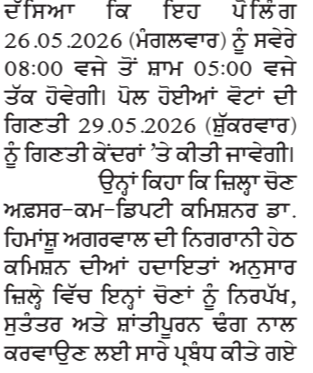 ਦੱਸਿਆ ਕਿ ਇਹ ਪੋਲਿੰਗ
26.05.2026 (ਮੰਗਲਵਾਰ) ਨੂੰ ਸਵੇਰੇ
08:00 ਵਜੇ ਤੋਂ ਸ਼ਾਮ 05:00 ਵਜੇ
ਤੱਕ ਹੋਵੇਗੀ। ਪੋਲ ਹੋਈਆਂ ਵੋਟਾਂ ਦੀ
ਗਿਣਤੀ 29.05.2026 (ਸ਼ੁੱਕਰਵਾਰ)
ਨੂੰ ਗਿਣਤੀ ਕੇਂਦਰਾਂ ’ਤੇ ਕੀਤੀ ਜਾਵੇਗੀ।
ਉਨ੍ਹਾਂ ਕਿਹਾ ਕਿ ਜ਼ਿਲ੍ਹਾ ਚੋਣ
ਅਫ਼ਸਰ-ਕਮ-ਡਿਪਟੀ ਕਮਿਸ਼ਨਰ ਡਾ.
ਹਿਮਾਂਸ਼ੂ ਅਗਰਵਾਲ ਦੀ ਨਿਗਰਾਨੀ ਹੇਠ
ਕਮਿਸ਼ਨ ਦੀਆਂ ਹਦਾਇਤਾਂ ਅਨੁਸਾਰ
ਜ਼ਿਲ੍ਹੇ ਵਿੱਚ ਇਨ੍ਹਾਂ ਚੋਣਾਂ ਨੂੰ ਨਿਰਪੱਖ,
ਸੁਤੰਤਰ ਅਤੇ ਸ਼ਾਂਤੀਪੂਰਨ ਢੰਗ ਨਾਲ
ਕਰਵਾਉਣ ਲਈ ਸਾਰੇ ਪ੍ਰਬੰਧ ਕੀਤੇ ਗਏ